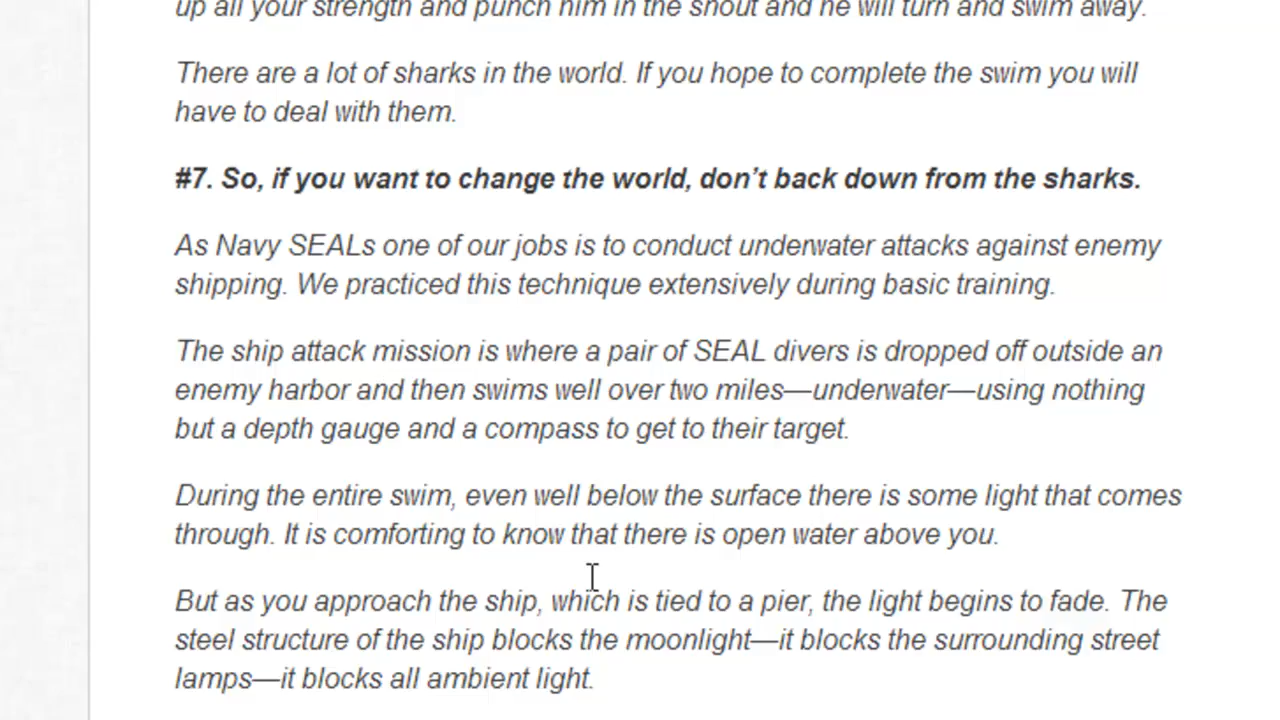 up all your strength and punch him in the snout and he will turn and swim away.
There are a lot of sharks in the world. If you hope to complete the swim you will
have to deal with them.
#7. So, if you want to change the world, don’t back down from the sharks.
As Navy SEALs one of our jobs is to conduct underwater attacks against enemy
shipping. We practiced this technique extensively during basic training.
The ship attack mission is where a pair of SEAL divers is dropped off outside an
enemy harbor and then swims well over two miles—underwater—using nothing
but a depth gauge and a compass to get to their target.
During the entire swim, even well below the surface there is some light that comes
through. It is comforting to know that there is open water above you.
But as you approach the ship, which is tied to a pier, the light begins to fade. The
steel structure of the ship blocks the moonlight—it blocks the surrounding street
lamps—it blocks all ambient light.